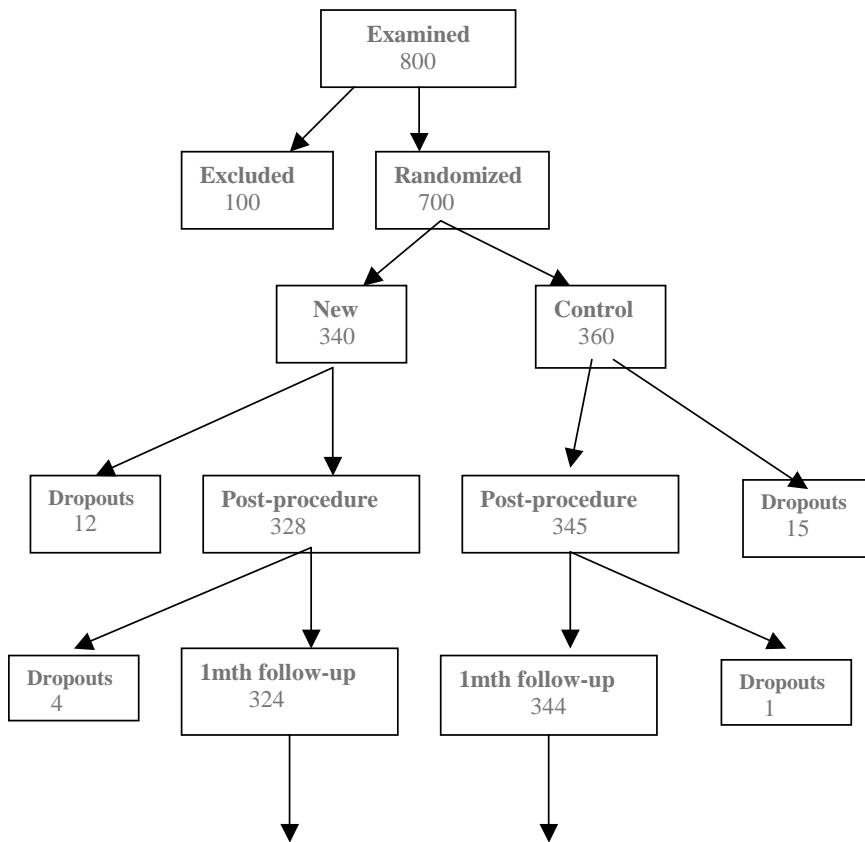 Examined
800
Excluded
100
Randomized
700
New
340
Control
360
Dropouts
12
Post-procedure
328
Post-procedure
345
Dropouts
15
Dropouts
4
1mth follow-up
324
1mth follow-up
344
Dropouts
1